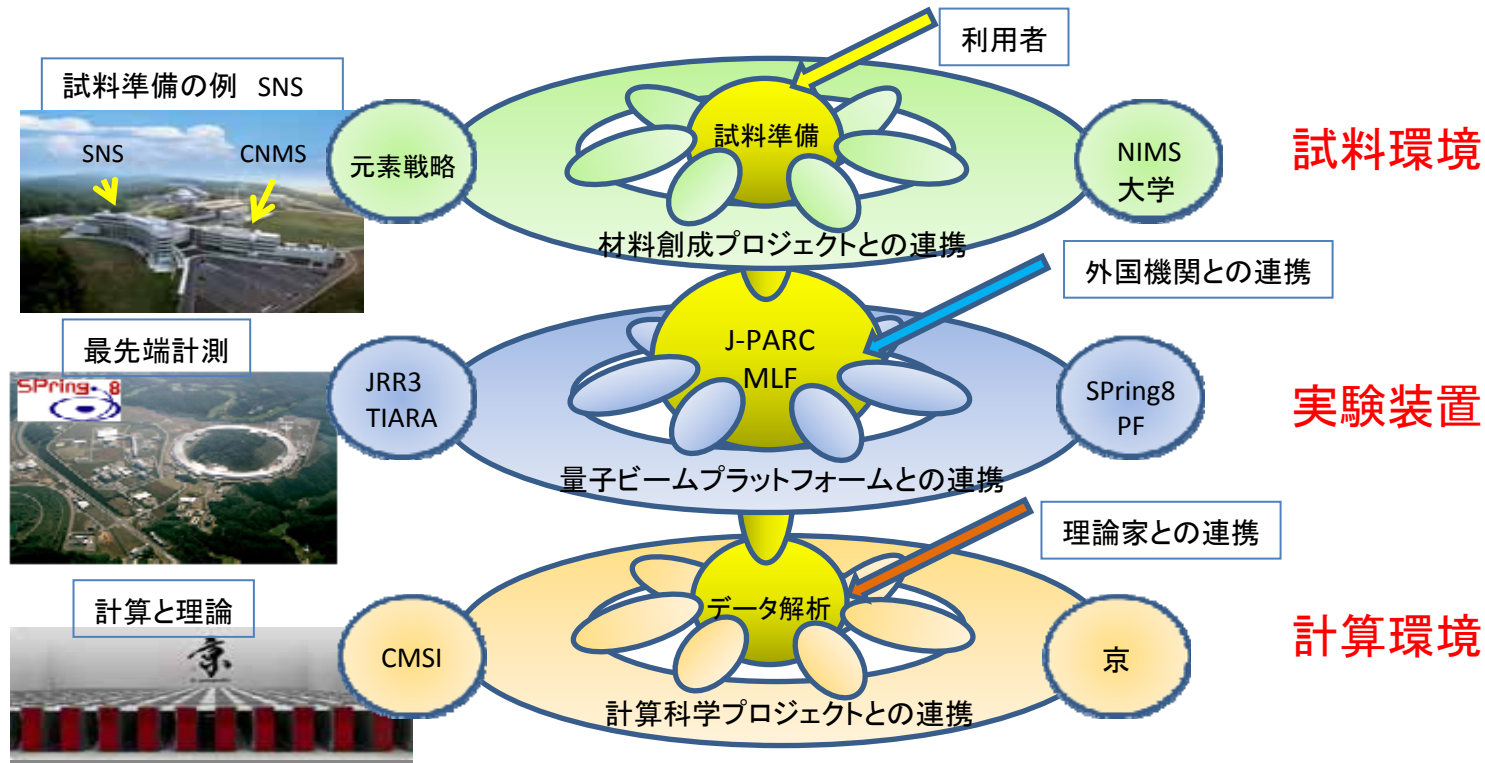 利用者
試料準備の例 SNS
SNS
CNMS
元素戦略
試料準備
NIMS
大学
試料環境
材料創成プロジェクトとの連携
外国機関との連携
最先端計測
SPring-8
JRR3
TIARA
J-PARC
MLF
SPring8
PF
実験装置
量子ビームプラットフォームとの連携
理論家との連携
計算と理論
京
CMSI
データ解析
京
計算環境
計算科学プロジェクトとの連携